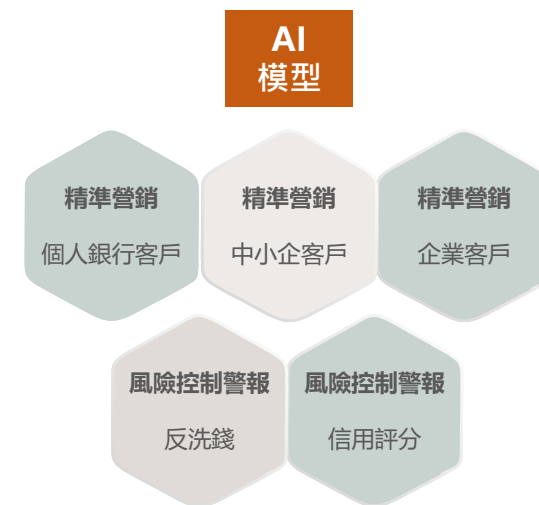 AI
模型
精準營銷
個人銀行客戶
精準營銷
中小企客戶
精準營銷
企業客戶
風險控制警報
反洗錢
風險控制警報
信用評分